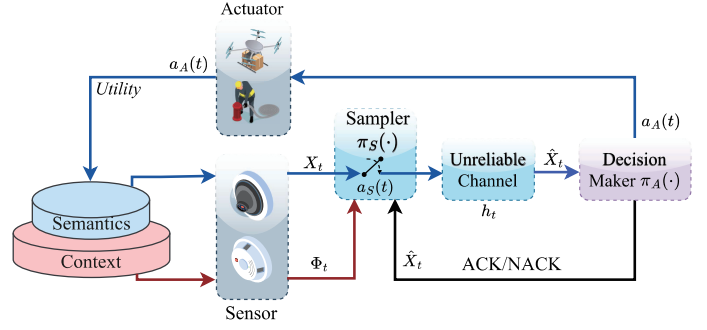 Actuator
a_A(t)
Utility
a_A(t)
Sampler
π_S(·)
X_t
a_S(t)
Unreliable
Channel
h_t
X̂_t
Decision
Maker π_A(·)
Semantics
Context
Φ_t
X̂_t
ACK/NACK
Sensor